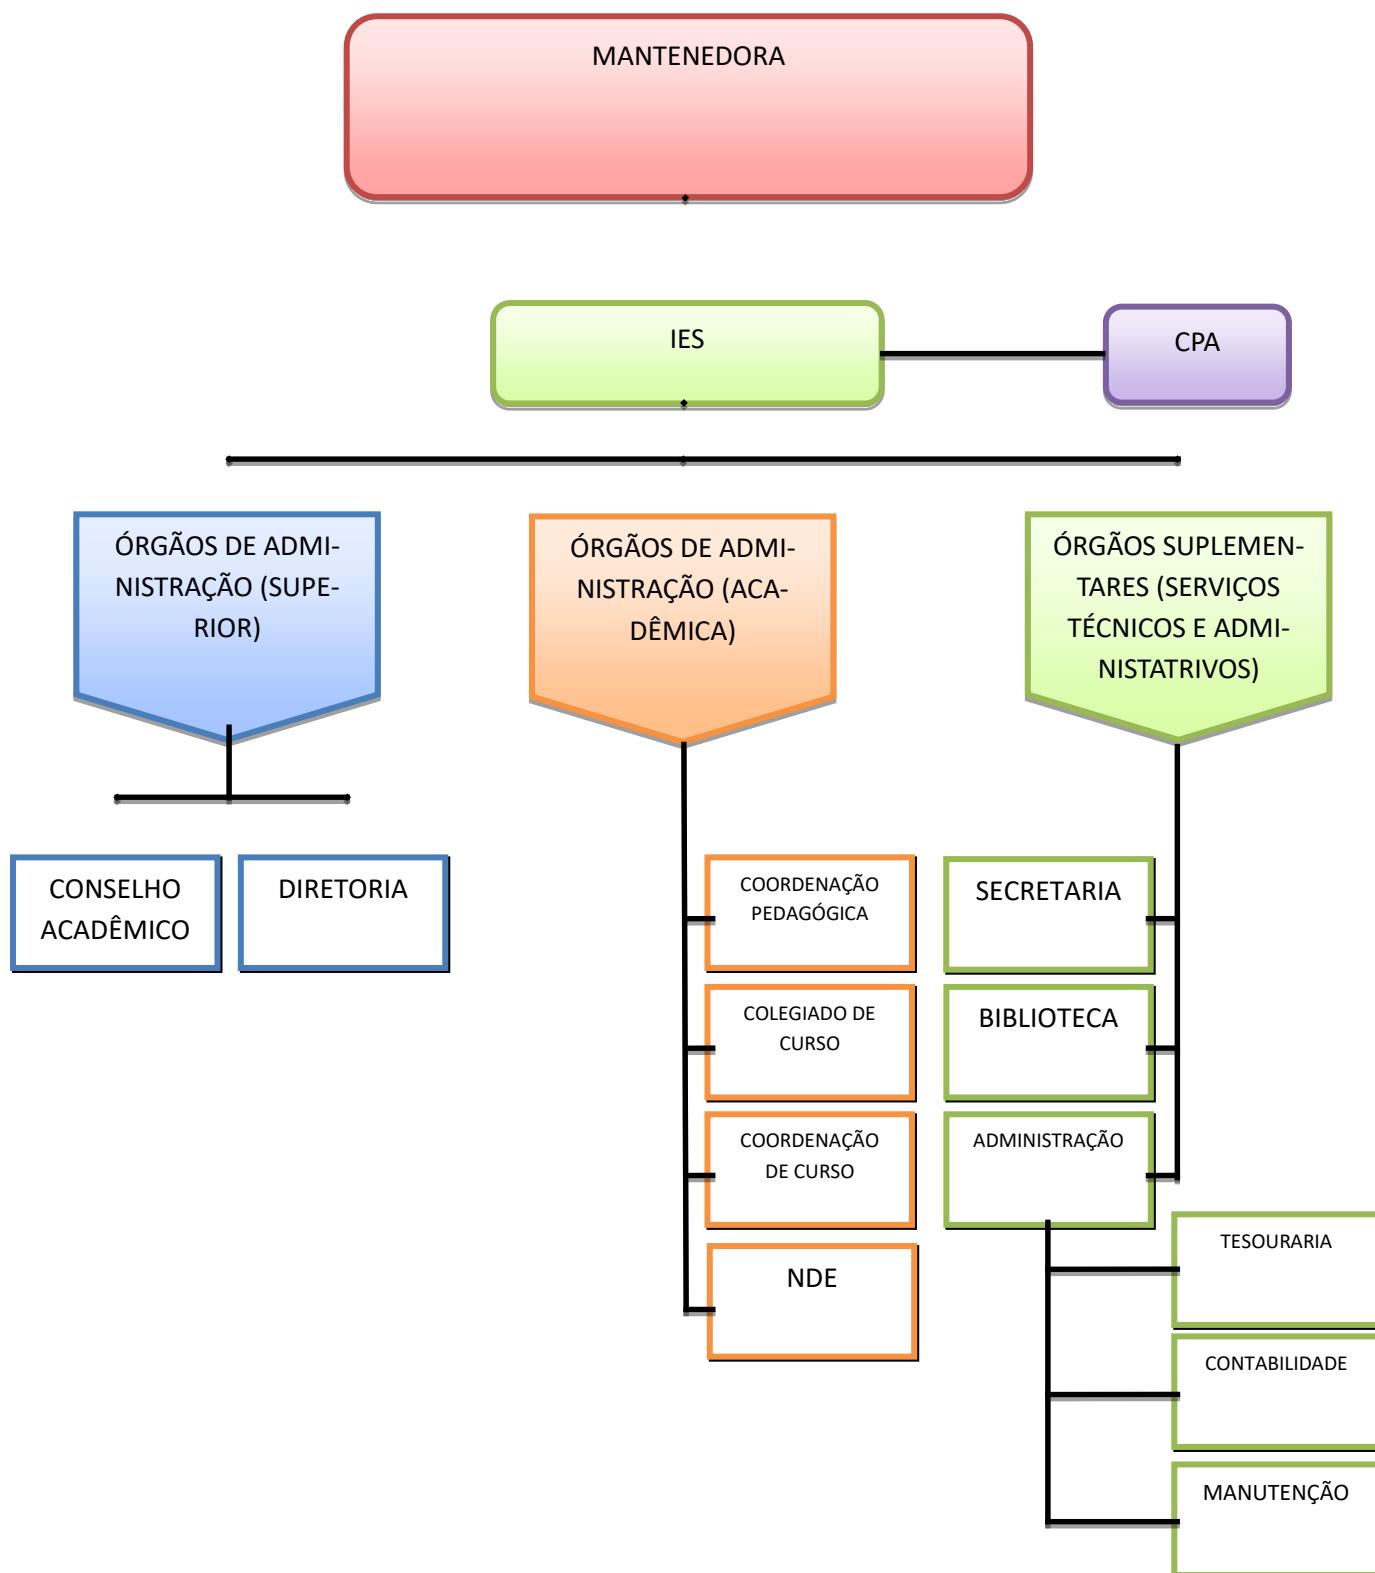 MANTENEDORA
IES
CPA
ÓRGÃOS DE ADMI-
NISTRAÇÃO (SUPE-
RIOR)
ÓRGÃOS DE ADMI-
NISTRAÇÃO (ACA-
DÊMICA)
ÓRGÃOS SUPLEMEN-
TARES (SERVIÇOS
TÉCNICOS E ADMI-
NISTATRIVOS)
CONSELHO
ACADÊMICO
DIRETORIA
COORDENAÇÃO
PEDAGÓGICA
COLEGIADO DE
CURSO
COORDENAÇÃO
DE CURSO
NDE
SECRETARIA
BIBLIOTECA
ADMINISTRAÇÃO
TESOURARIA
CONTABILIDADE
MANUTENÇÃO